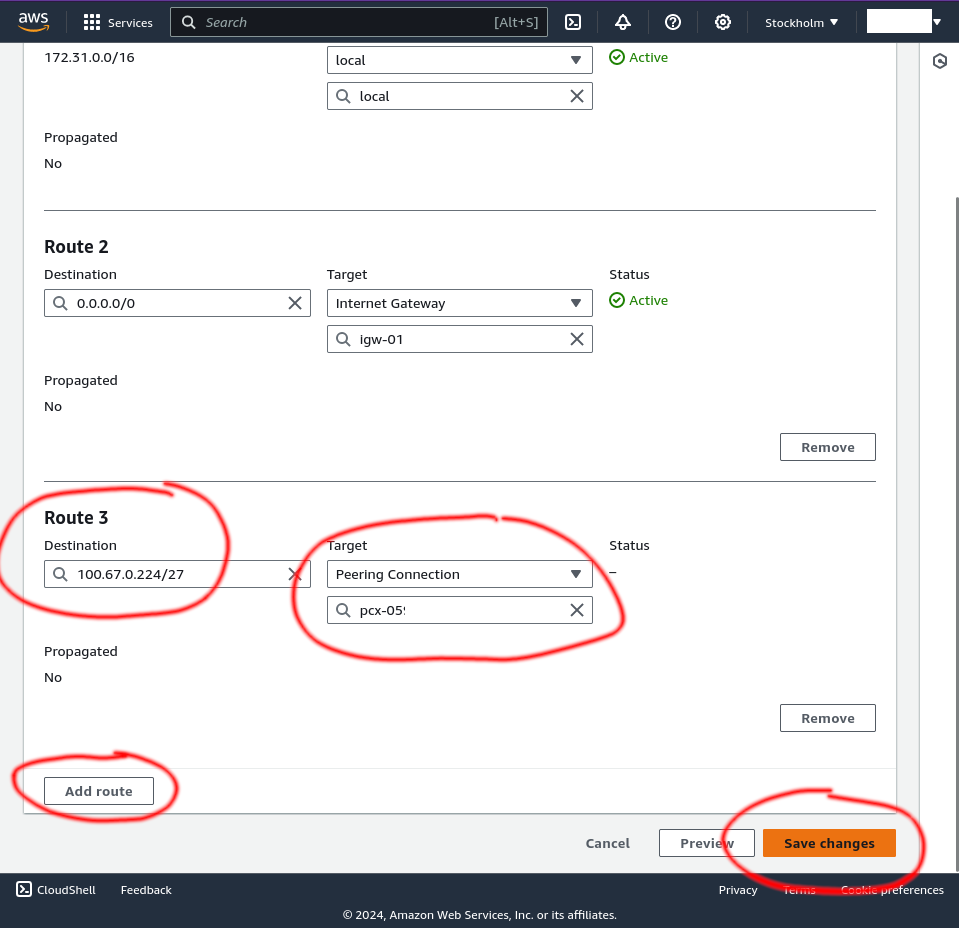 aws
Services
Search [Alt+S]
Stockholm
172.31.0.0/16
local
Active
local
Propagated
No
Route 2
Destination Target Status
0.0.0.0/0 Internet Gateway Active
igw-01
Propagated
No
Remove
Route 3
Destination Target Status
100.67.0.224/27 Peering Connection –
pcx-05
Propagated
No
Remove
Add route
Cancel Preview Save changes
CloudShell Feedback Privacy Terms Cookie preferences
© 2024, Amazon Web Services, Inc. or its affiliates.